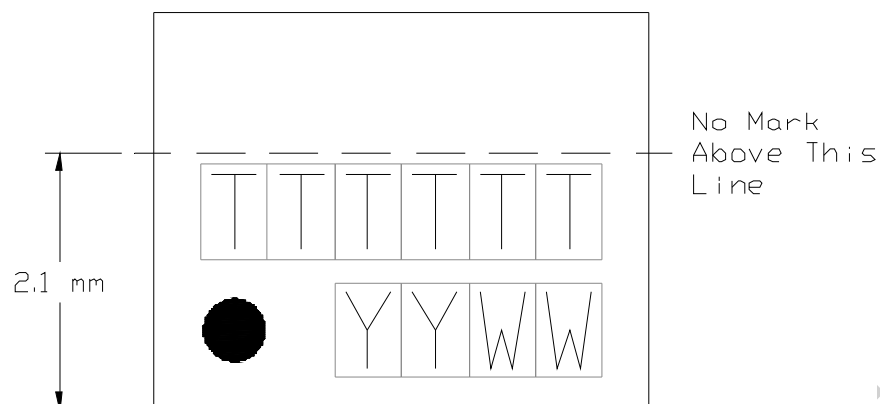 No Mark
Above This
Line
TTTTTT
2.1 mm
YYWW